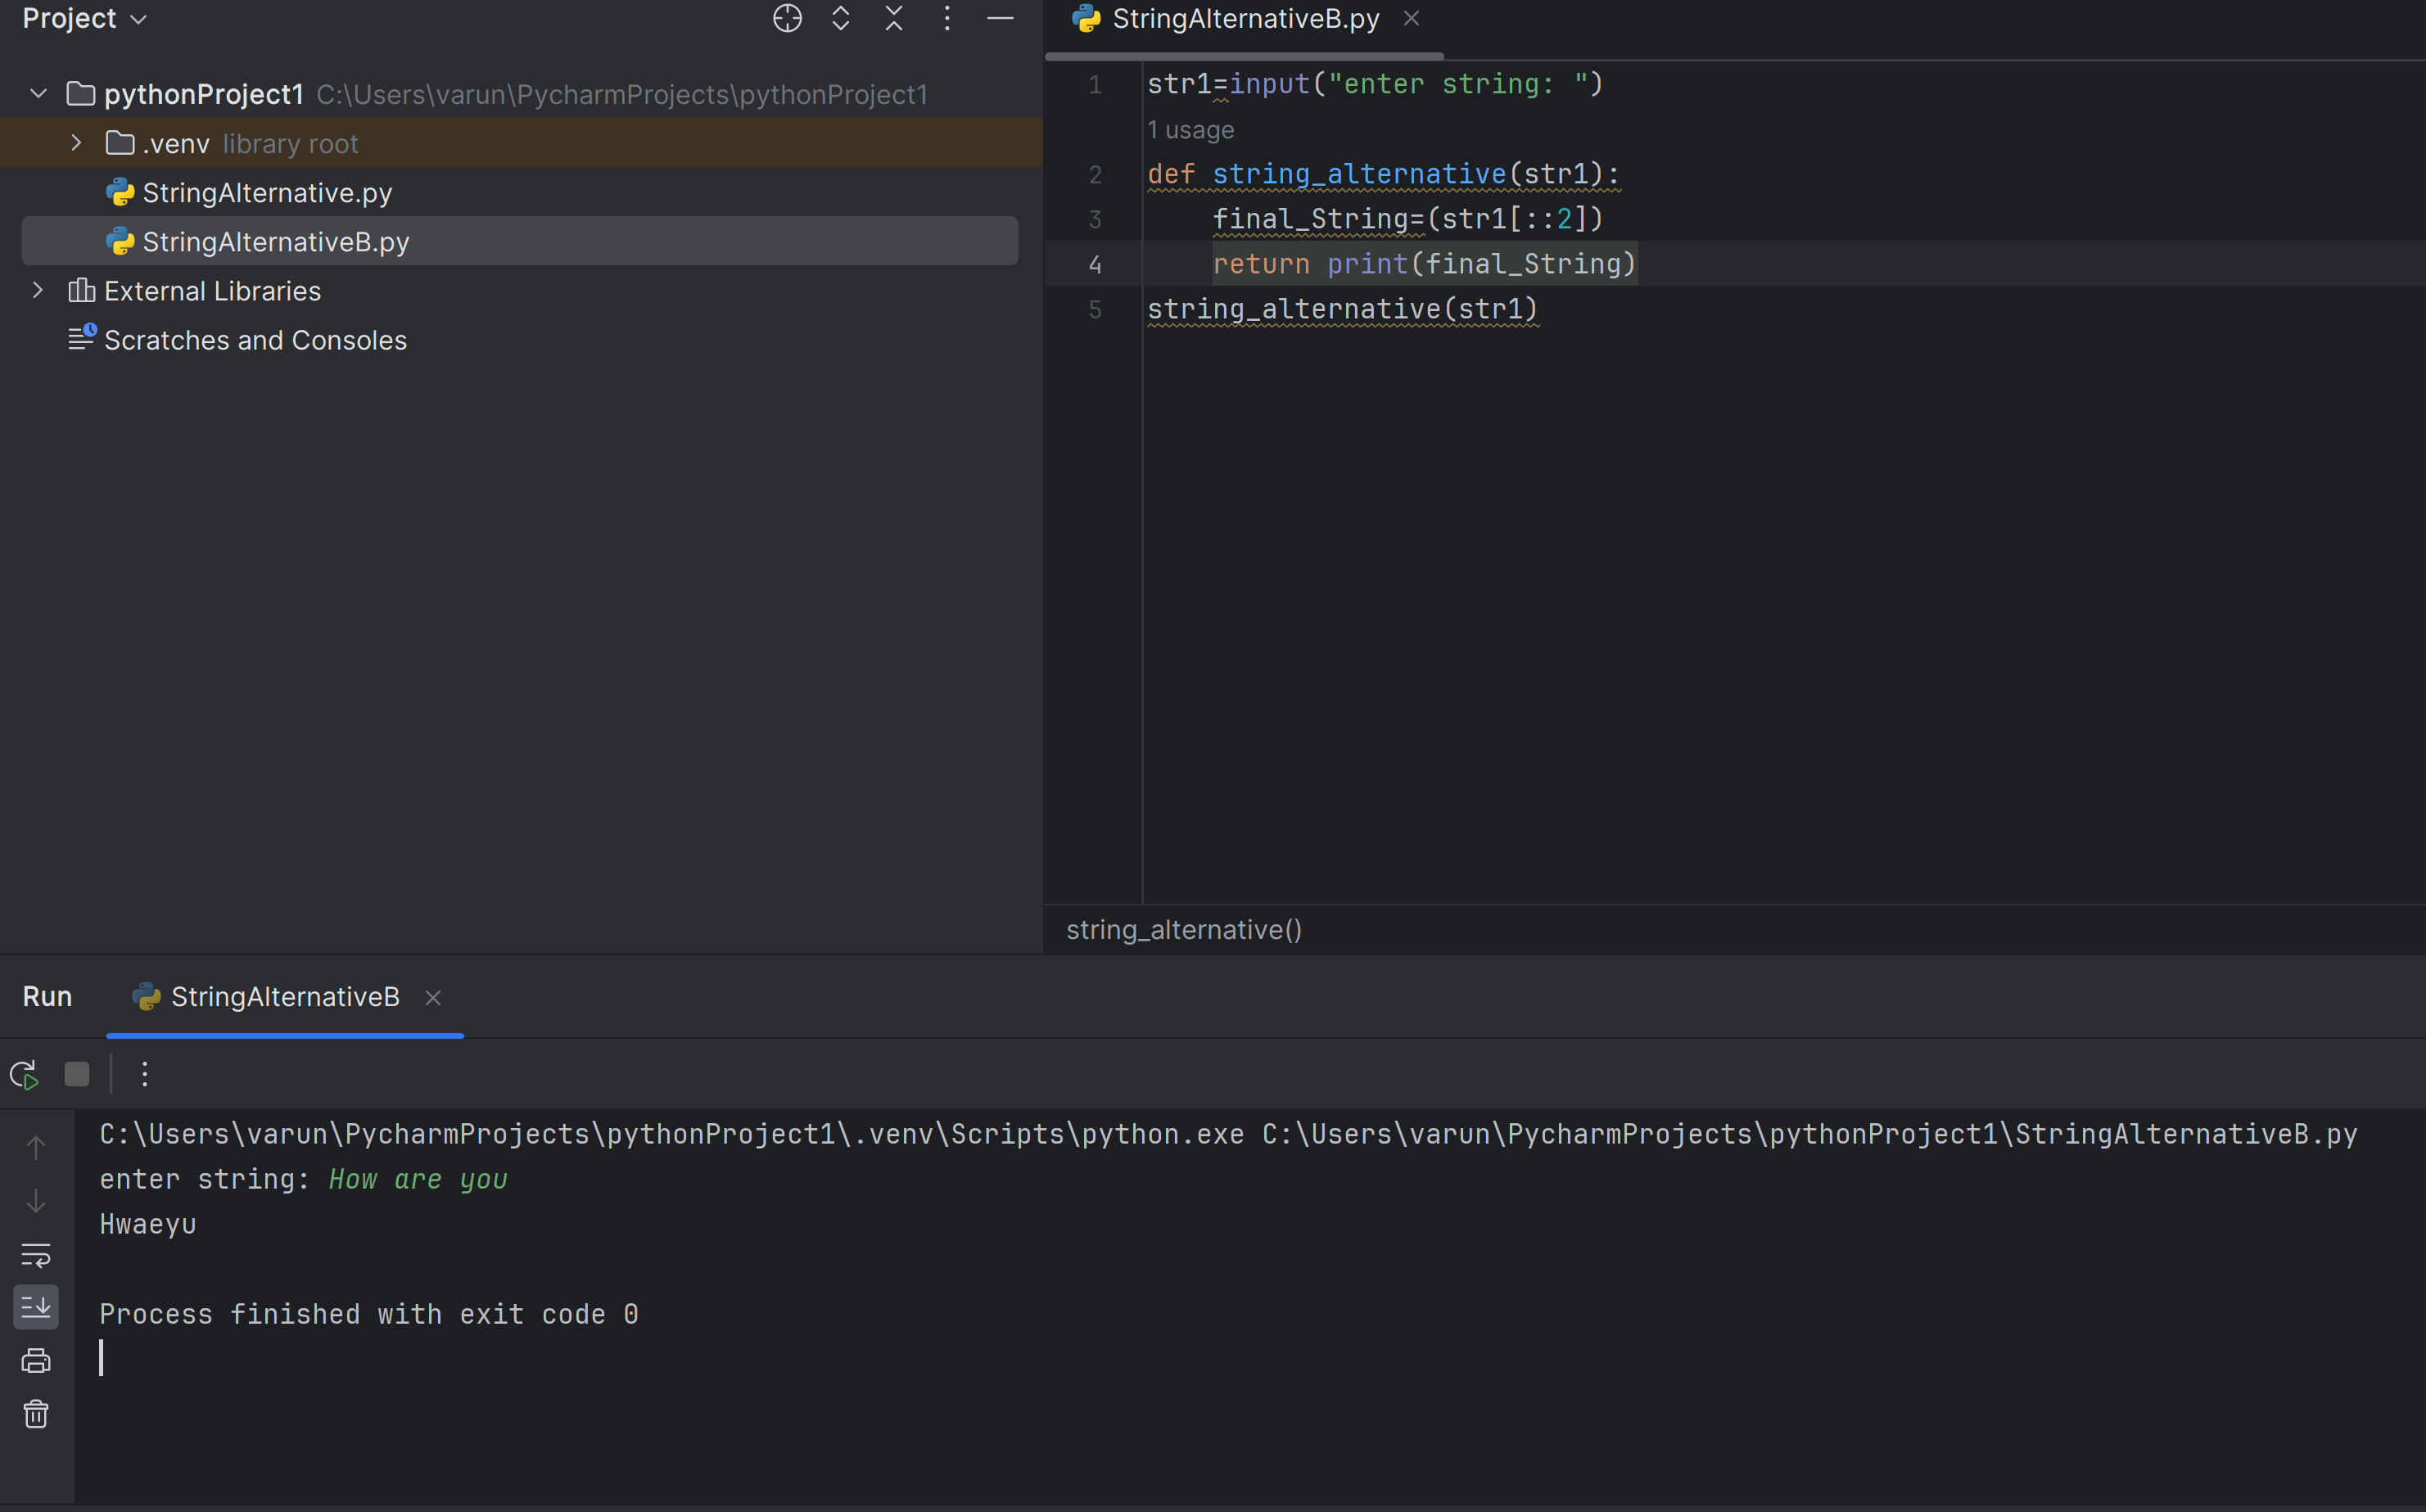 Project
pythonProject1 C:\Users\varun\PycharmProjects\pythonProject1
.venv library root
StringAlternative.py
StringAlternativeB.py
External Libraries
Scratches and Consoles
StringAlternativeB.py
1 str1=input("enter string: ")
1 usage
2 def string_alternative(str1):
3     final_String=(str1[::2])
4     return print(final_String)
5 string_alternative(str1)
string_alternative()
Run StringAlternativeB
C:\Users\varun\PycharmProjects\pythonProject1\.venv\Scripts\python.exe C:\Users\varun\PycharmProjects\pythonProject1\StringAlternativeB.py
enter string: How are you
Hwaeyu
Process finished with exit code 0